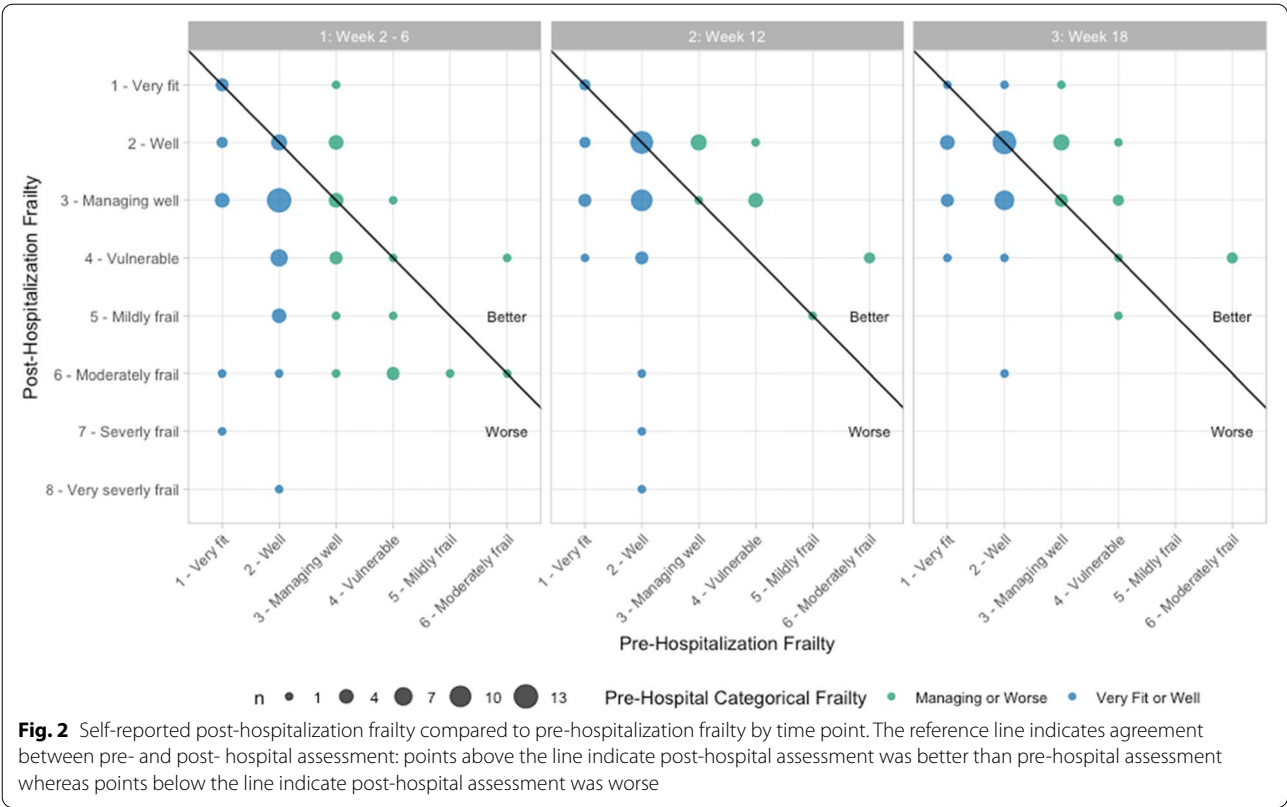 1: Week 2 - 6
2: Week 12
3: Week 18
Post-Hospitalization Frailty
1 - Very fit
2 - Well
3 - Managing well
4 - Vulnerable
5 - Mildly frail
6 - Moderately frail
7 - Severly frail
8 - Very severly frail
Better
Worse
Better
Worse
Better
Worse
1 - Very fit
2 - Well
3 - Managing well
4 - Vulnerable
5 - Mildly frail
6 - Moderately frail
1 - Very fit
2 - Well
3 - Managing well
4 - Vulnerable
5 - Mildly frail
6 - Moderately frail
1 - Very fit
2 - Well
3 - Managing well
4 - Vulnerable
5 - Mildly frail
6 - Moderately frail
Pre-Hospitalization Frailty
n 1 4 7 10 13 Pre-Hospital Categorical Frailty Managing or Worse Very Fit or Well
Fig. 2 Self-reported post-hospitalization frailty compared to pre-hospitalization frailty by time point. The reference line indicates agreement
between pre- and post- hospital assessment: points above the line indicate post-hospital assessment was better than pre-hospital assessment
whereas points below the line indicate post-hospital assessment was worse